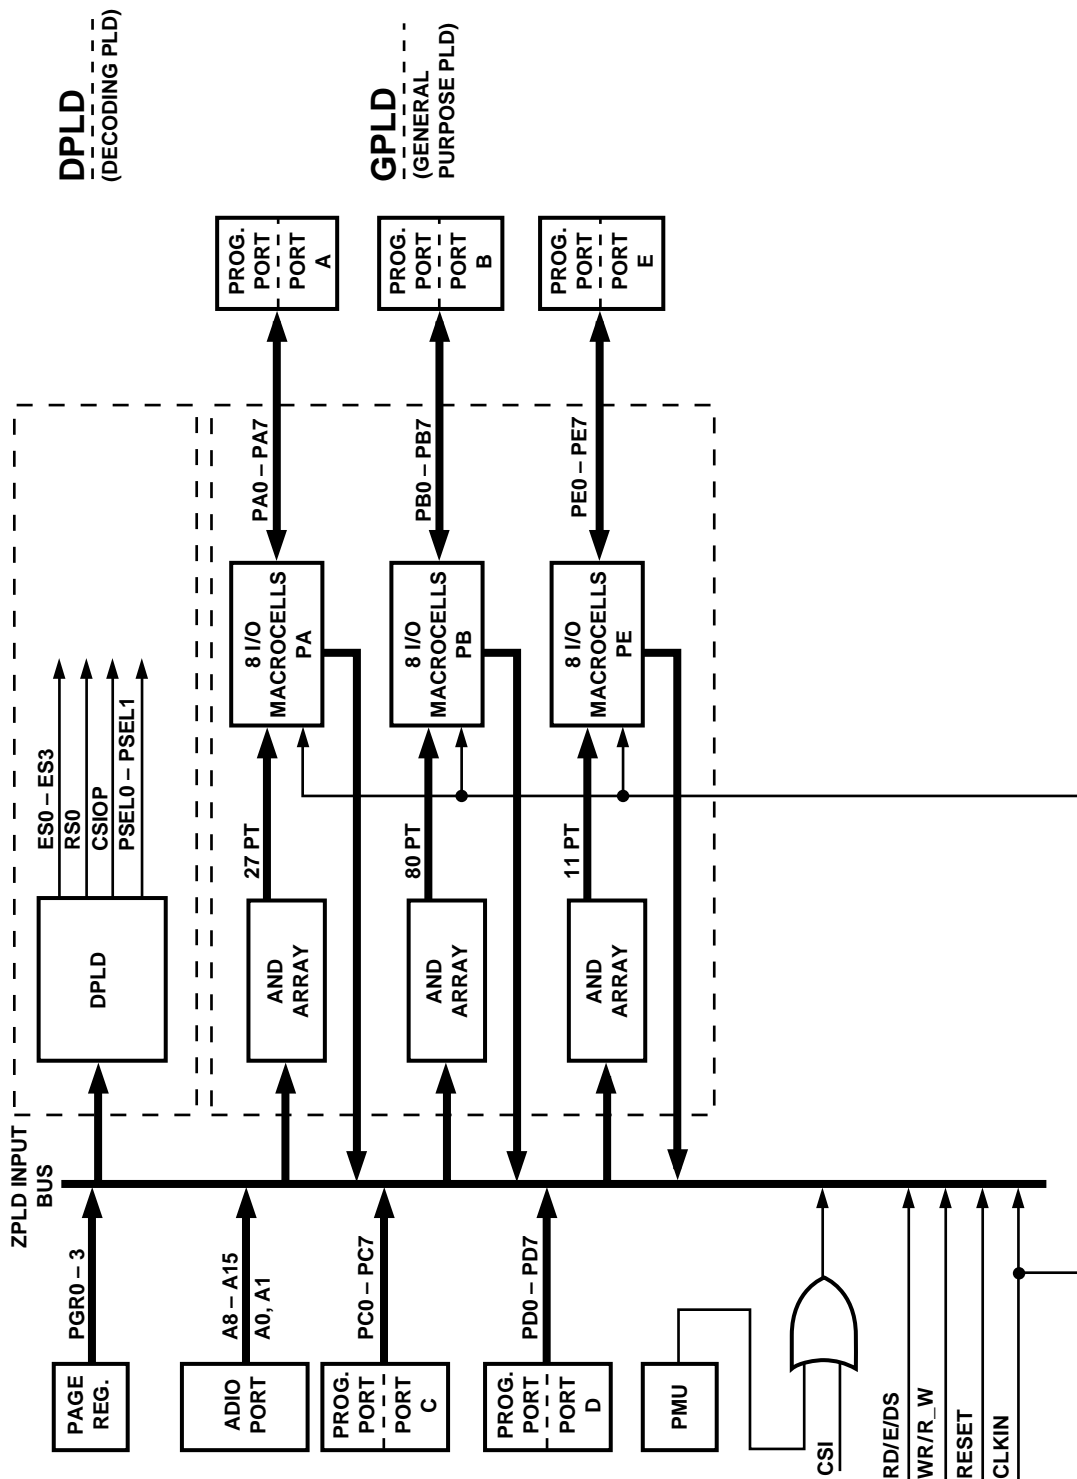 DPLD
(DECODING PLD)
GPLD
(GENERAL
PURPOSE PLD)
ZPLD INPUT
BUS
PAGE
REG.
PGR0 – 3
DPLD
ES0 – ES3
RS0
CSIOP
PSEL0 – PSEL1
ADIO
PORT
A8 – A15
A0, A1
AND
ARRAY
27 PT
8 I/O
MACROCELLS
PA
PA0 – PA7
PROG.
PORT
PORT
A
PROG.
PORT
PORT
C
PC0 – PC7
AND
ARRAY
80 PT
8 I/O
MACROCELLS
PB
PB0 – PB7
PROG.
PORT
PORT
B
PROG.
PORT
PORT
D
PD0 – PD7
AND
ARRAY
11 PT
8 I/O
MACROCELLS
PE
PE0 – PE7
PROG.
PORT
PORT
E
PMU
CSI
RD/E/DS
WR/R_W
RESET
CLKIN